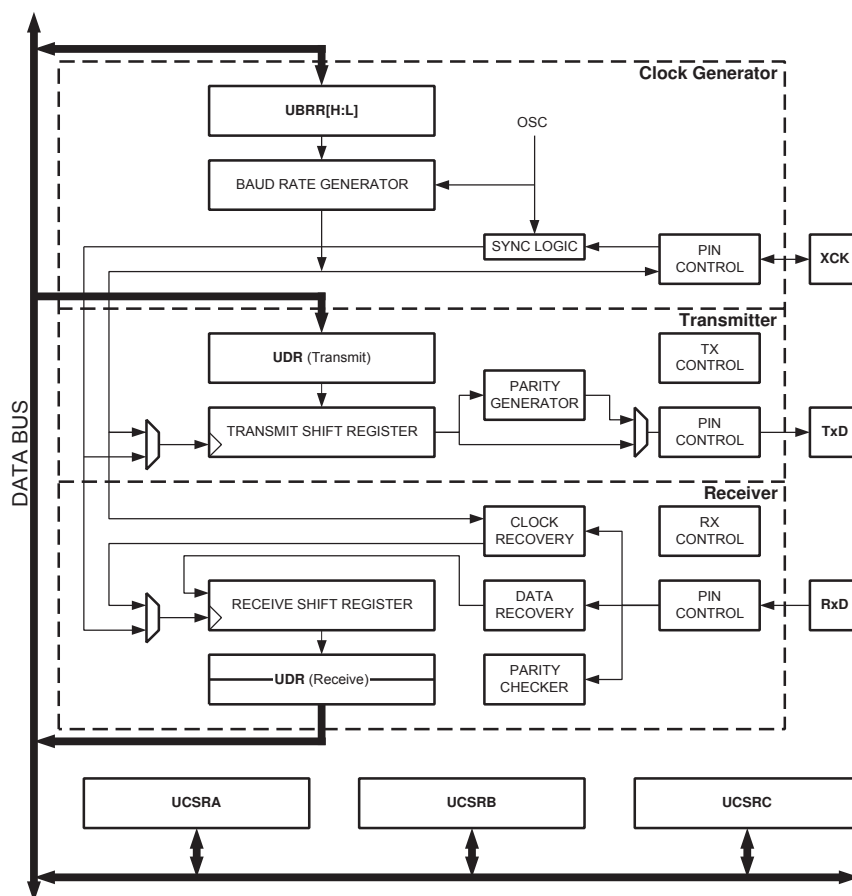 Clock Generator
UBRR[H:L]
OSC
BAUD RATE GENERATOR
SYNC LOGIC
PIN
CONTROL
XCK
Transmitter
UDR (Transmit)
TX
CONTROL
PARITY
GENERATOR
TRANSMIT SHIFT REGISTER
PIN
CONTROL
TxD
DATA BUS
Receiver
CLOCK
RECOVERY
RX
CONTROL
RECEIVE SHIFT REGISTER
DATA
RECOVERY
PIN
CONTROL
RxD
UDR (Receive)
PARITY
CHECKER
UCSRA
UCSRB
UCSRC